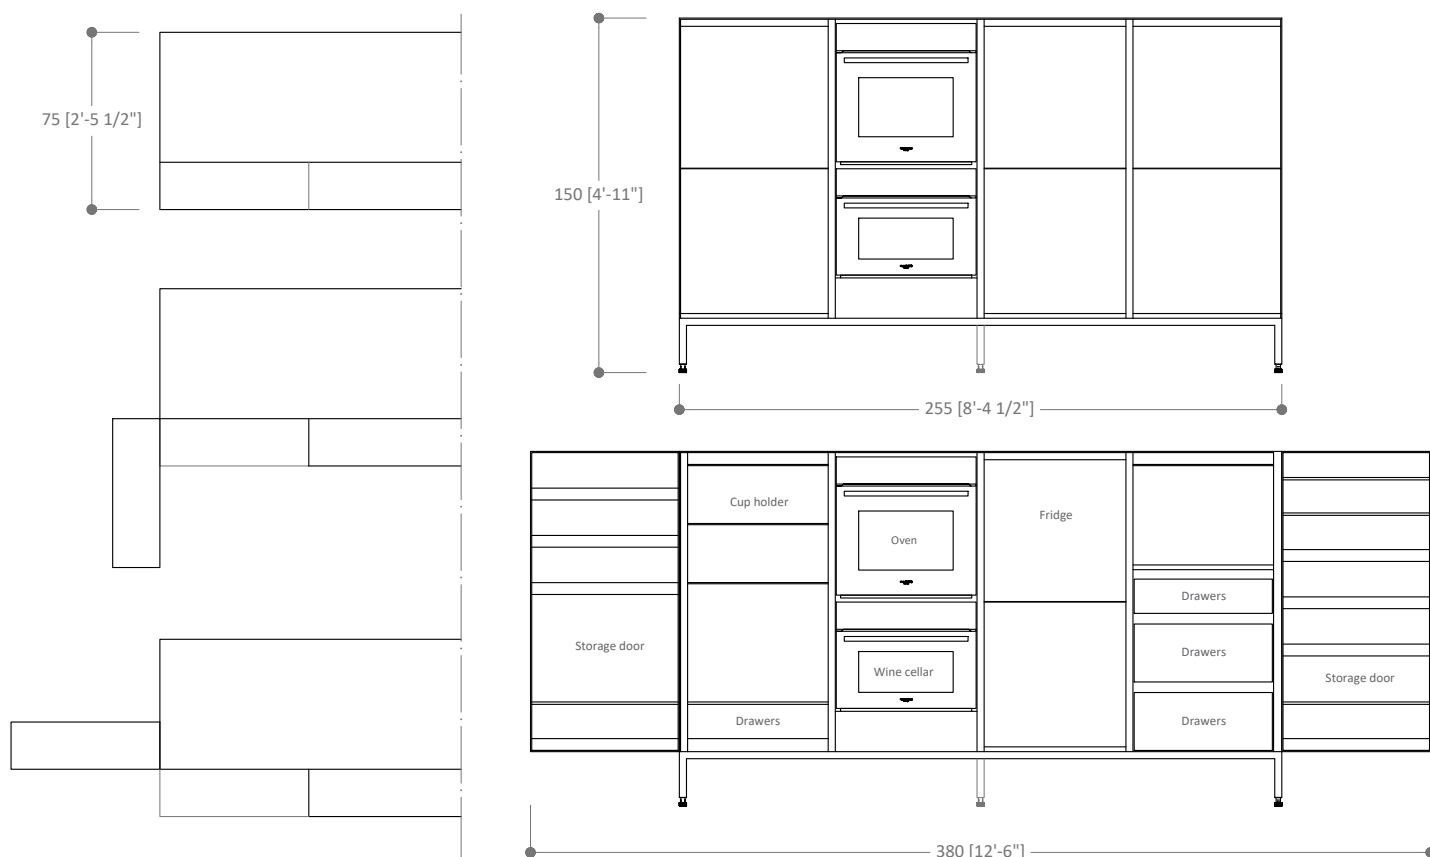 75 [2'-5 1/2"]
150 [4'-11"]
255 [8'-4 1/2"]
Cup holder
Fridge
Oven
Drawers
Storage door
Drawers
Wine cellar
Storage door
Drawers
Drawers
380 [12'-6"]